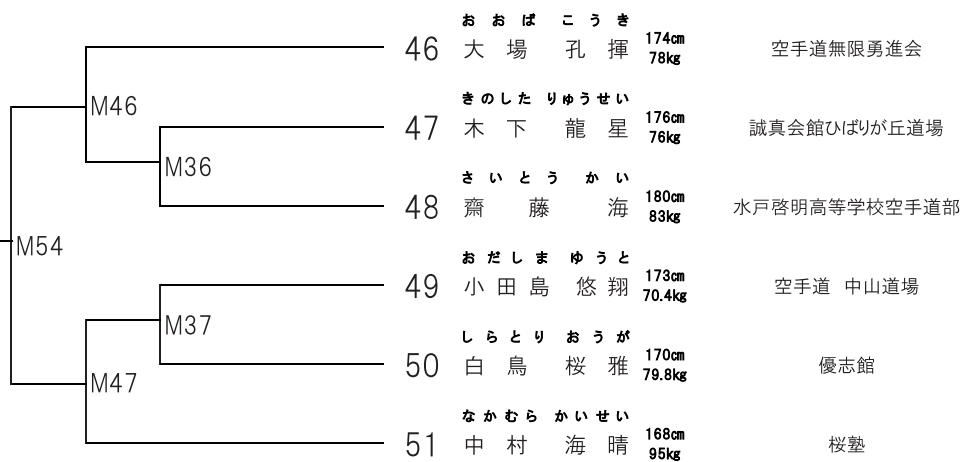 おおば こうき
46 大場 孔揮 174cm 78kg 空手道無限勇進会
M46
きのした りゅうせい
47 木下 龍星 176cm 76kg 誠真会館ひばりが丘道場
M36
さいとう かい
48 齋藤 海 180cm 83kg 水戸啓明高等学校空手道部
M54
おだしま ゆうと
49 小田島 悠翔 173cm 70.4kg 空手道 中山道場
M37
しらとり おうが
50 白鳥 桜雅 170cm 79.8kg 優志館
M47
なかむら かいせい
51 中村 海晴 168cm 95kg 桜塾